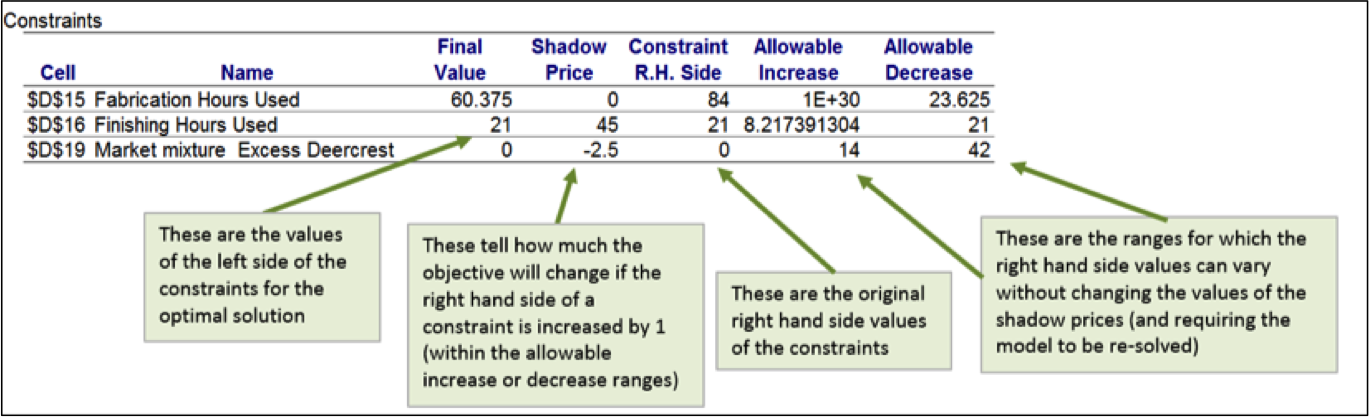 Constraints
Final Shadow Constraint Allowable Allowable
Cell Name Value Price R.H. Side Increase Decrease
$D$15 Fabrication Hours Used 60.375 0 84 1E+30 23.625
$D$16 Finishing Hours Used 21 45 21 8.217391304 21
$D$19 Market mixture Excess Deercrest 0 -2.5 0 14 42
These are the values
of the left side of the
constraints for the
optimal solution
These tell how much the
objective will change if the
right hand side of a
constraint is increased by 1
(within the allowable
increase or decrease ranges)
These are the original
right hand side values
of the constraints
These are the ranges for which the
right hand side values can vary
without changing the values of the
shadow prices (and requiring the
model to be re-solved)